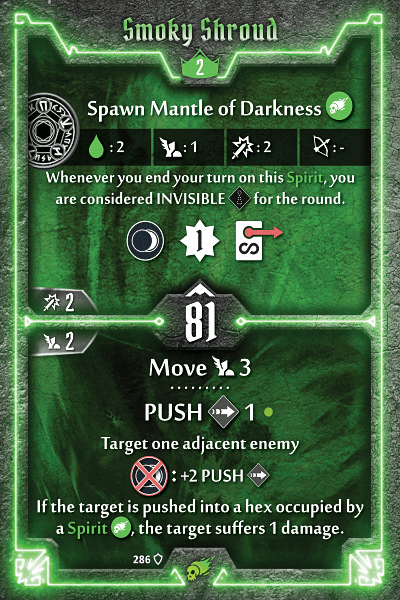 Smoky Shroud
2
Spawn Mantle of Darkness
: 2 : 1 : 2 : -
Whenever you end your turn on this Spirit, you
are considered INVISIBLE for the round.
1 S
2
81
2
Move 3
PUSH 1
Target one adjacent enemy
: +2 PUSH
If the target is pushed into a hex occupied by
a Spirit , the target suffers 1 damage.
286